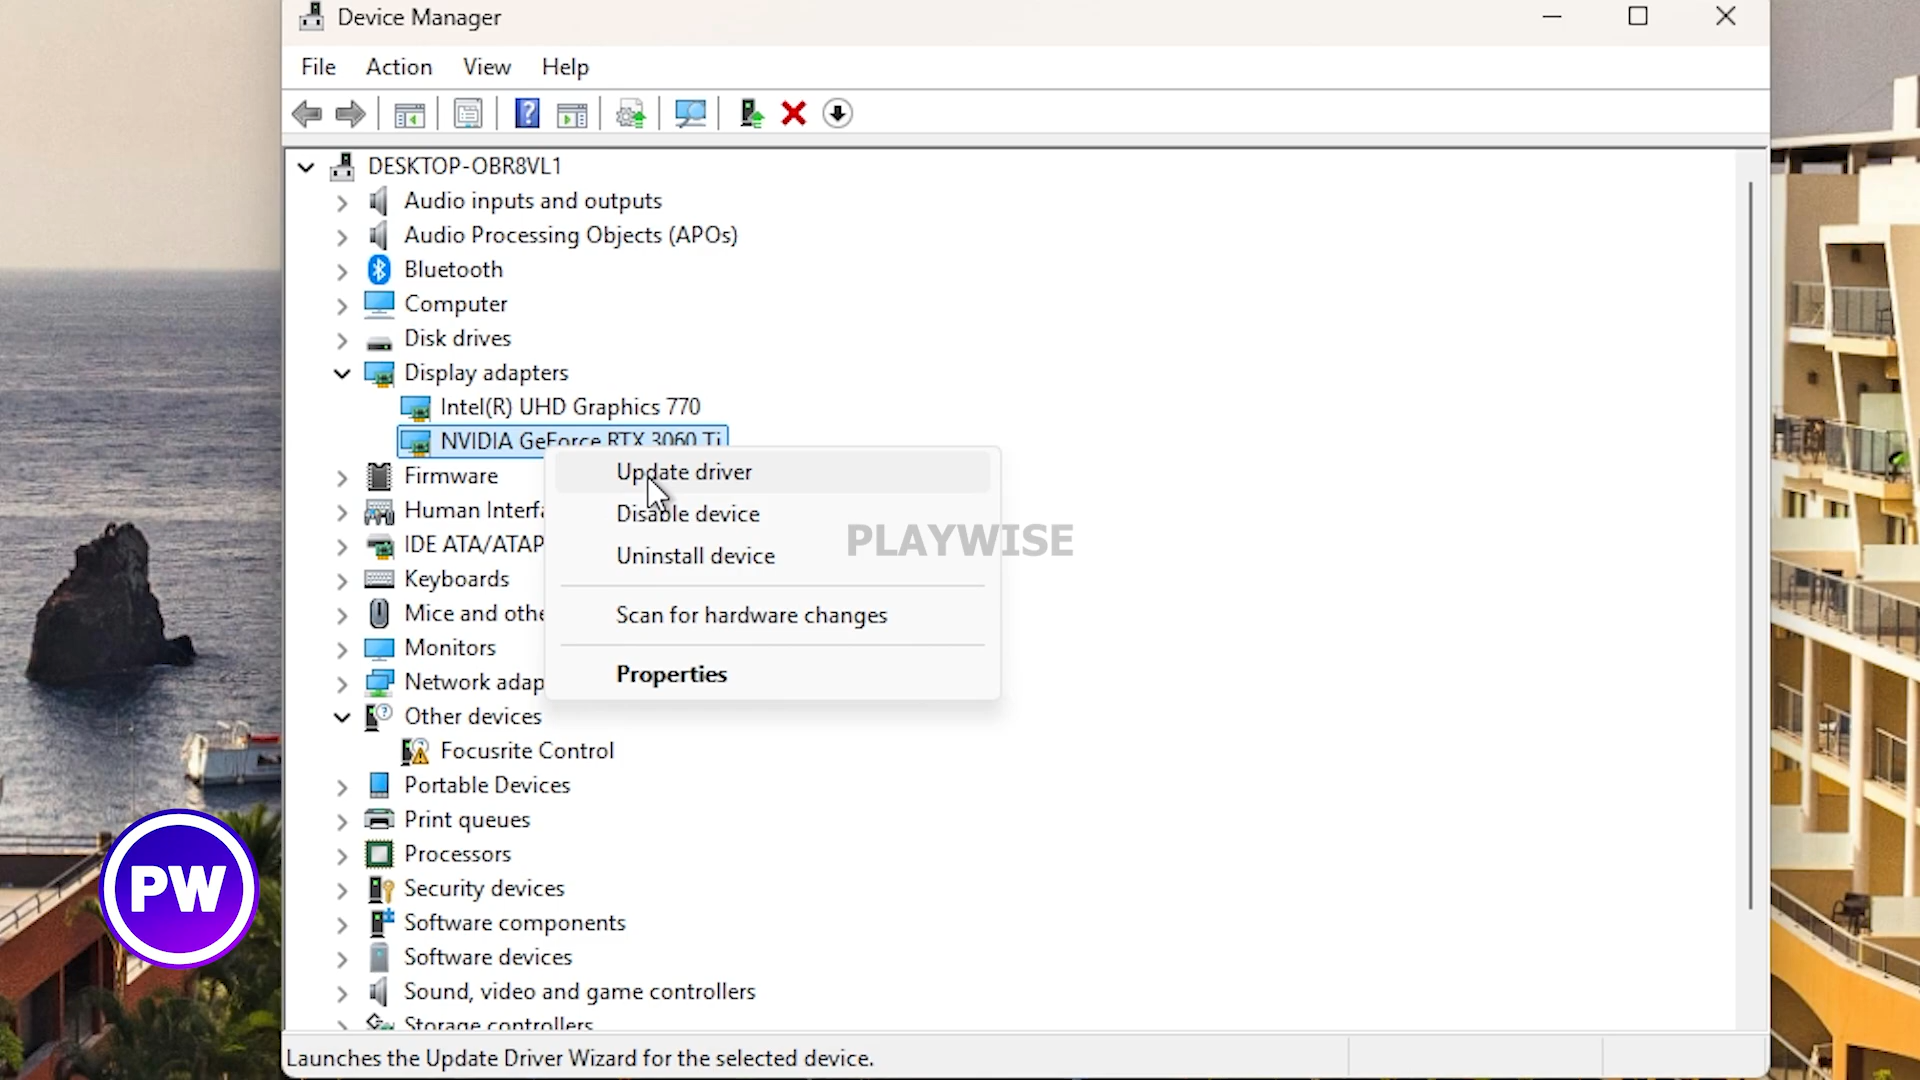 Device Manager
File Action View Help
DESKTOP-OBR8VL1
Audio inputs and outputs
Audio Processing Objects (APOs)
Bluetooth
Computer
Disk drives
Display adapters
Intel(R) UHD Graphics 770
NVIDIA GeForce RTX 3060 Ti
Update driver
Disable device
Uninstall device
Scan for hardware changes
Properties
Firmware
Human Interfa
IDE ATA/ATAP
Keyboards
Mice and othe
Monitors
Network adap
Other devices
Focusrite Control
Portable Devices
Print queues
Processors
Security devices
Software components
Software devices
Sound, video and game controllers
Storage controllers
Launches the Update Driver Wizard for the selected device.
PLAYWISE
PW